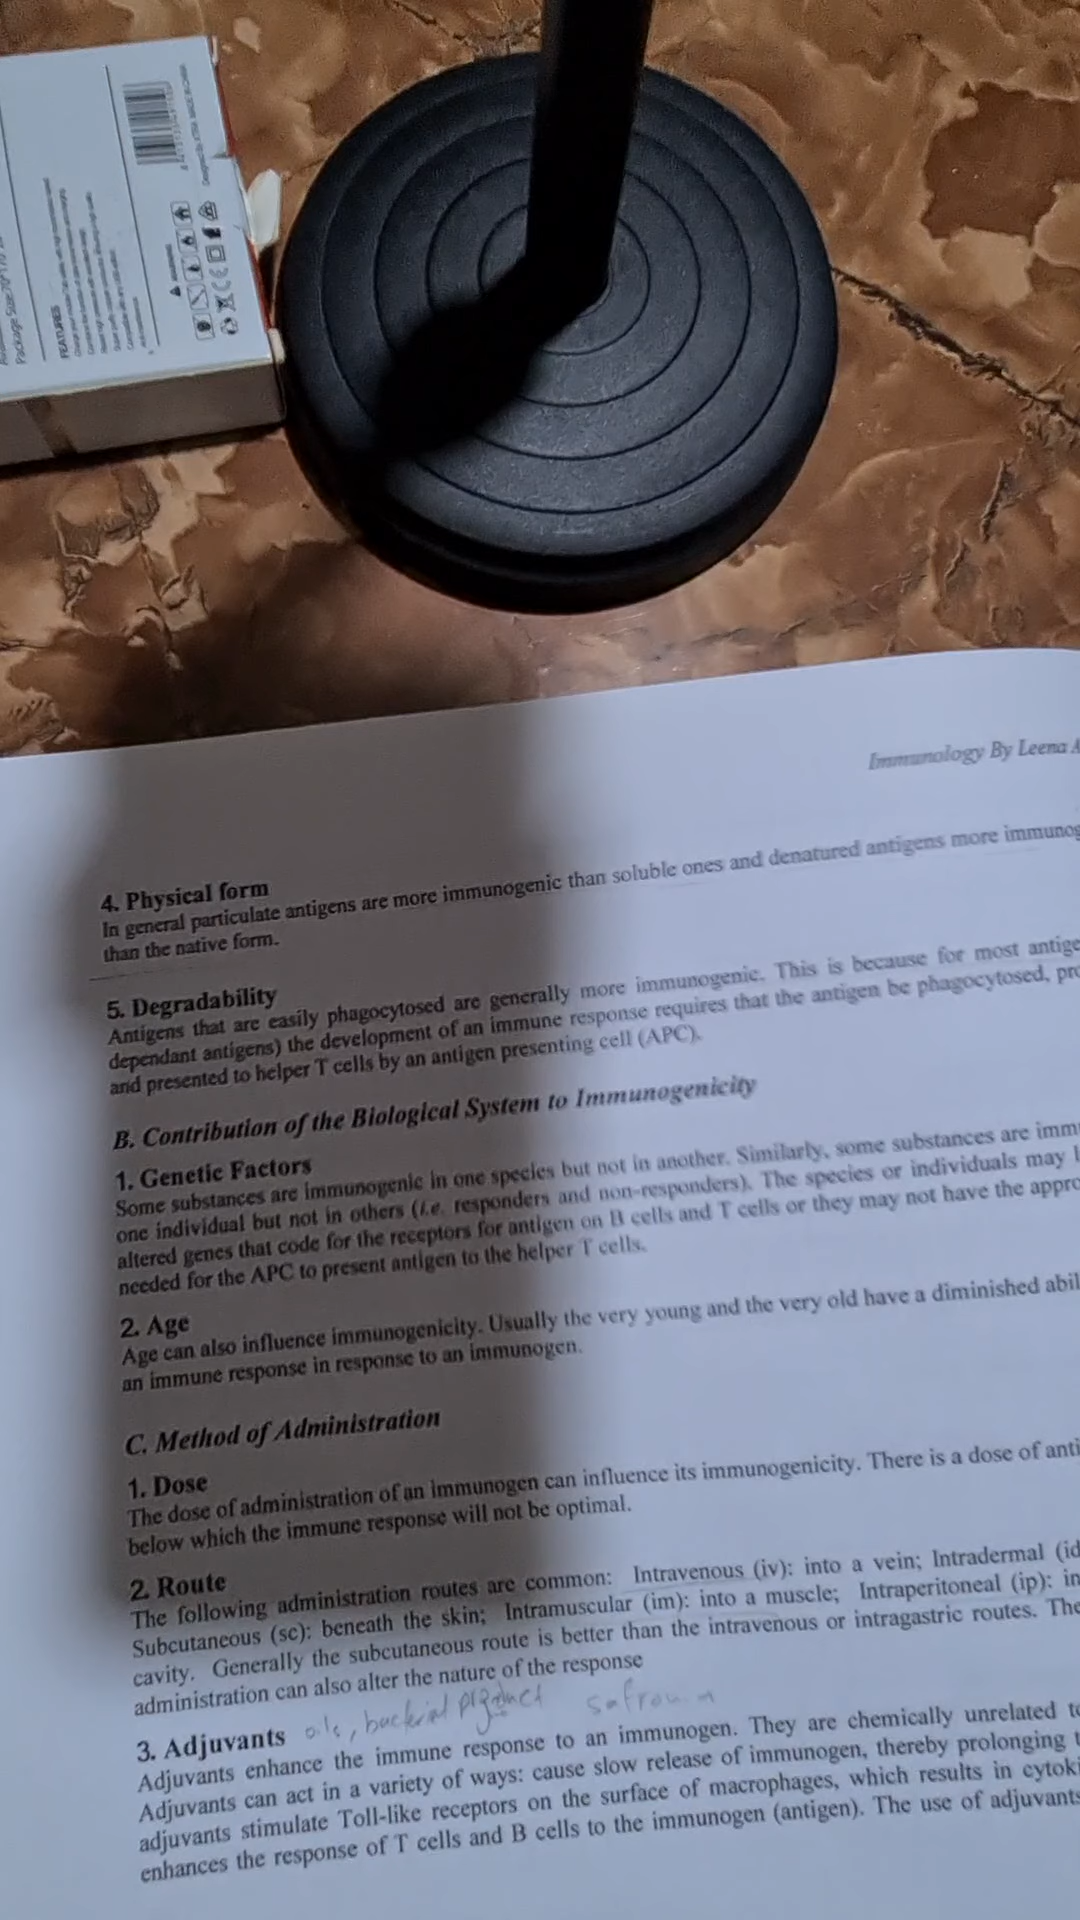 Package Size:70*170*26
FEATURES
WARNING
Immunology By Leena A
4. Physical form
In general particulate antigens are more immunogenic than soluble ones and denatured antigens more immunog
than the native form.
5. Degradability
Antigens that are easily phagocytosed are generally more immunogenic. This is because for most antige
dependant antigens) the development of an immune response requires that the antigen be phagocytosed, pro
and presented to helper T cells by an antigen presenting cell (APC).
B. Contribution of the Biological System to Immunogenicity
1. Genetic Factors
Some substances are immunogenic in one species but not in another. Similarly, some substances are imm
one individual but not in others (i.e. responders and non-responders). The species or individuals may l
altered genes that code for the receptors for antigen on B cells and T cells or they may not have the appro
needed for the APC to present antigen to the helper T cells.
2. Age
Age can also influence immunogenicity. Usually the very young and the very old have a diminished abil
an immune response in response to an immunogen.
C. Method of Administration
1. Dose
The dose of administration of an immunogen can influence its immunogenicity. There is a dose of anti
below which the immune response will not be optimal.
2. Route
The following administration routes are common: Intravenous (iv): into a vein; Intradermal (id
Subcutaneous (sc): beneath the skin; Intramuscular (im): into a muscle; Intraperitoneal (ip): in
cavity. Generally the subcutaneous route is better than the intravenous or intragastric routes. The
administration can also alter the nature of the response
3. Adjuvants oils, bacterial product
Adjuvants enhance the immune response to an immunogen. They are chemically unrelated to
Adjuvants can act in a variety of ways: cause slow release of immunogen, thereby prolonging t
adjuvants stimulate Toll-like receptors on the surface of macrophages, which results in cytoki
enhances the response of T cells and B cells to the immunogen (antigen). The use of adjuvants